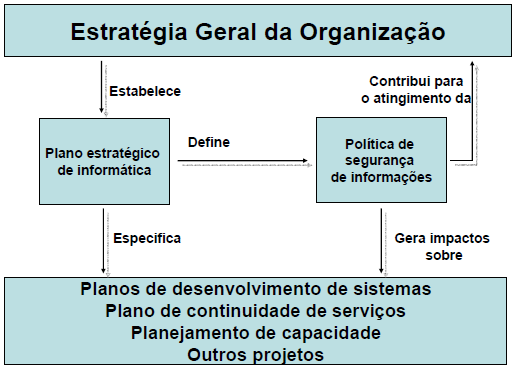 Estratégia Geral da Organização
Estabelece
Contribui para
o atingimento da
Plano estratégico
de informática
Define
Política de
segurança
de informações
Especifica
Gera impactos
sobre
Planos de desenvolvimento de sistemas
Plano de continuidade de serviços
Planejamento de capacidade
Outros projetos